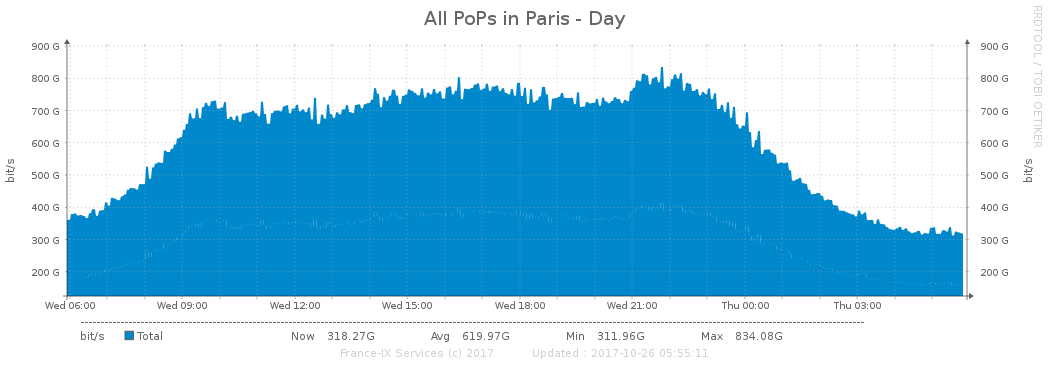 All PoPs in Paris - Day
RRDTOOL / TOBI OETIKER
900 G 900 G
800 G 800 G
700 G 700 G
600 G 600 G
500 G 500 G
400 G 400 G
300 G 300 G
200 G 200 G
bit/s bit/s
Wed 06:00 Wed 09:00 Wed 12:00 Wed 15:00 Wed 18:00 Wed 21:00 Thu 00:00 Thu 03:00
bit/s Total Now 318.27G Avg 619.97G Min 311.96G Max 834.08G
France-IX Services (c) 2017 Updated : 2017-10-26 05:55:11